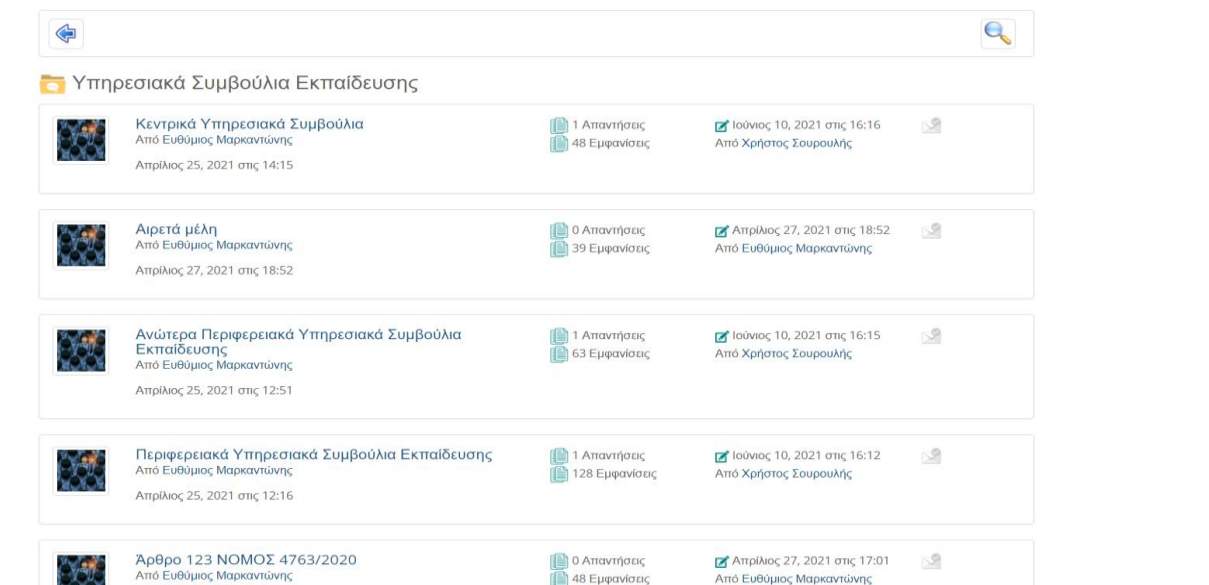 Υπηρεσιακά Συμβούλια Εκπαίδευσης
Κεντρικά Υπηρεσιακά Συμβούλια
Από Ευθύμιος Μαρκαντώνης
Απρίλιος 25, 2021 στις 14:15
1 Απαντήσεις
48 Εμφανίσεις
Ιούνιος 10, 2021 στις 16:16
Από Χρήστος Σουρουλής
Αιρετά μέλη
Από Ευθύμιος Μαρκαντώνης
Απρίλιος 27, 2021 στις 18:52
0 Απαντήσεις
39 Εμφανίσεις
Απρίλιος 27, 2021 στις 18:52
Από Ευθύμιος Μαρκαντώνης
Ανώτερα Περιφερειακά Υπηρεσιακά Συμβούλια
Εκπαίδευσης
Από Ευθύμιος Μαρκαντώνης
Απρίλιος 25, 2021 στις 12:51
1 Απαντήσεις
63 Εμφανίσεις
Ιούνιος 10, 2021 στις 16:15
Από Χρήστος Σουρουλής
Περιφερειακά Υπηρεσιακά Συμβούλια Εκπαίδευσης
Από Ευθύμιος Μαρκαντώνης
Απρίλιος 25, 2021 στις 12:16
1 Απαντήσεις
128 Εμφανίσεις
Ιούνιος 10, 2021 στις 16:12
Από Χρήστος Σουρουλής
Άρθρο 123 ΝΟΜΟΣ 4763/2020
Από Ευθύμιος Μαρκαντώνης
0 Απαντήσεις
48 Εμφανίσεις
Απρίλιος 27, 2021 στις 17:01
Από Ευθύμιος Μαρκαντώνης